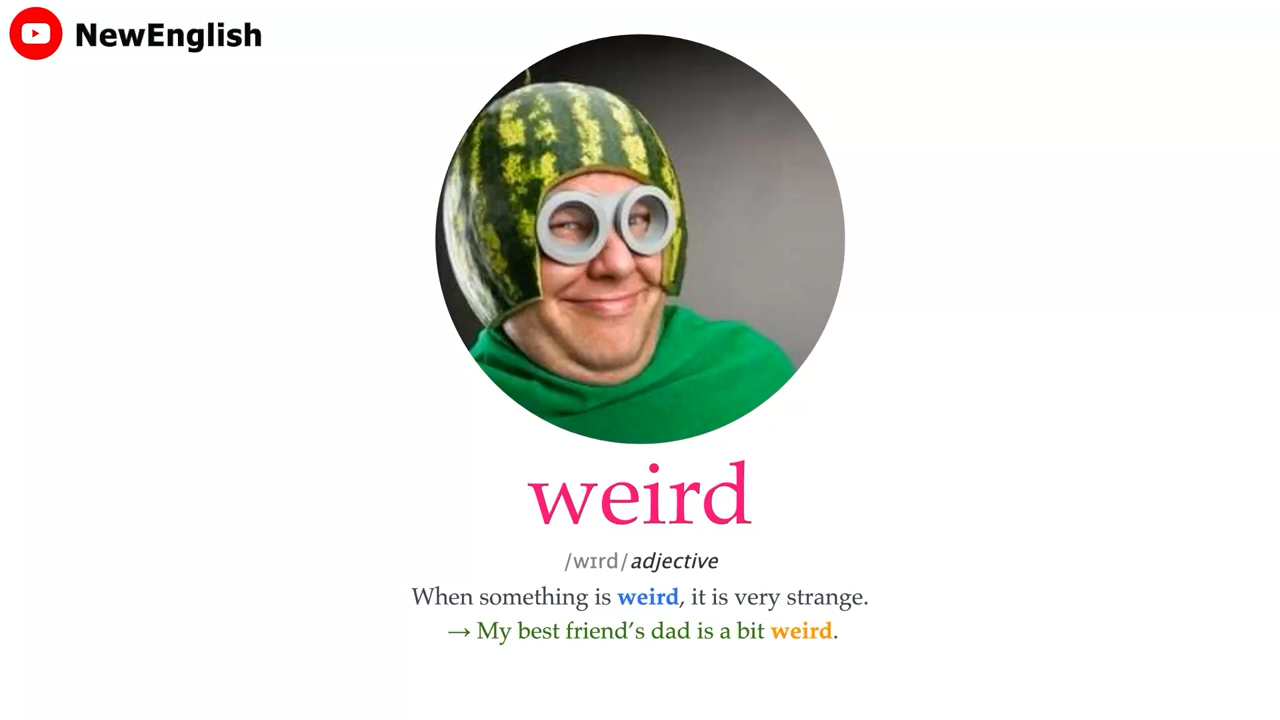 NewEnglish
weird
/wɪrd/ adjective
When something is weird, it is very strange.
→ My best friend’s dad is a bit weird.